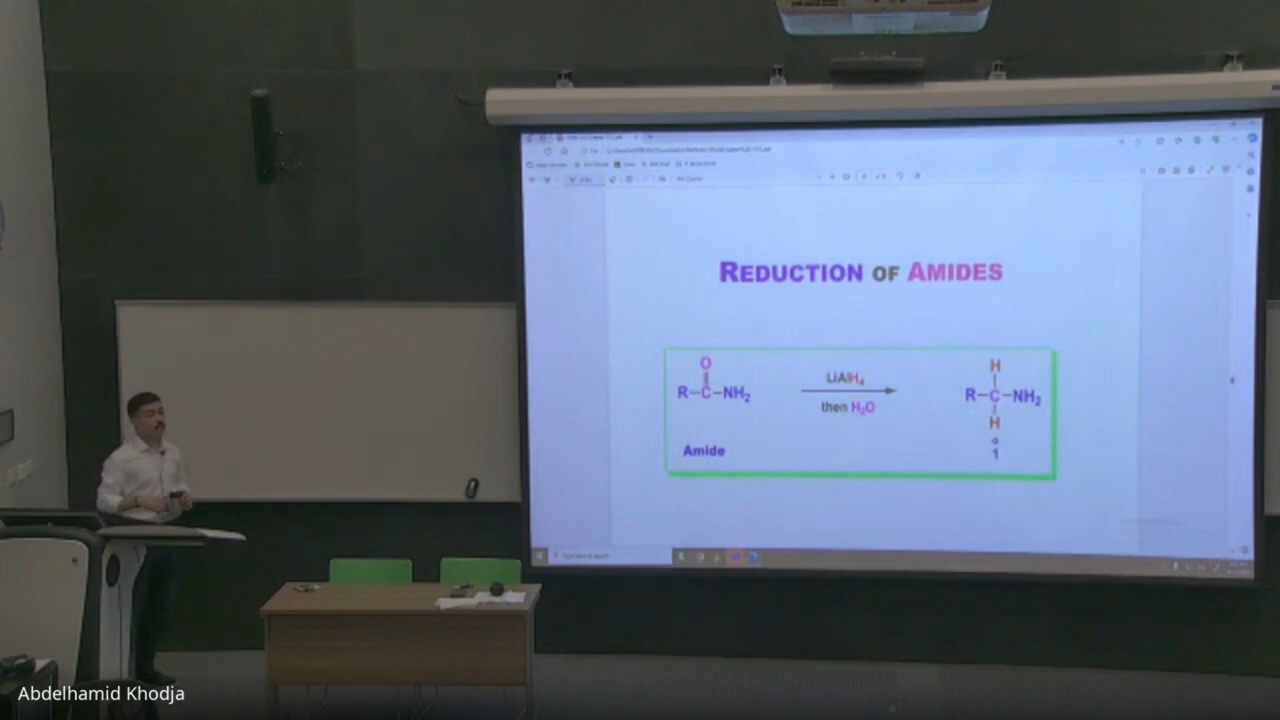 REDUCTION OF AMIDES
O
R–C–NH₂
Amide
LiAlH₄
then H₂O
H
R–C–NH₂
H
o
1
Abdelhamid Khodja